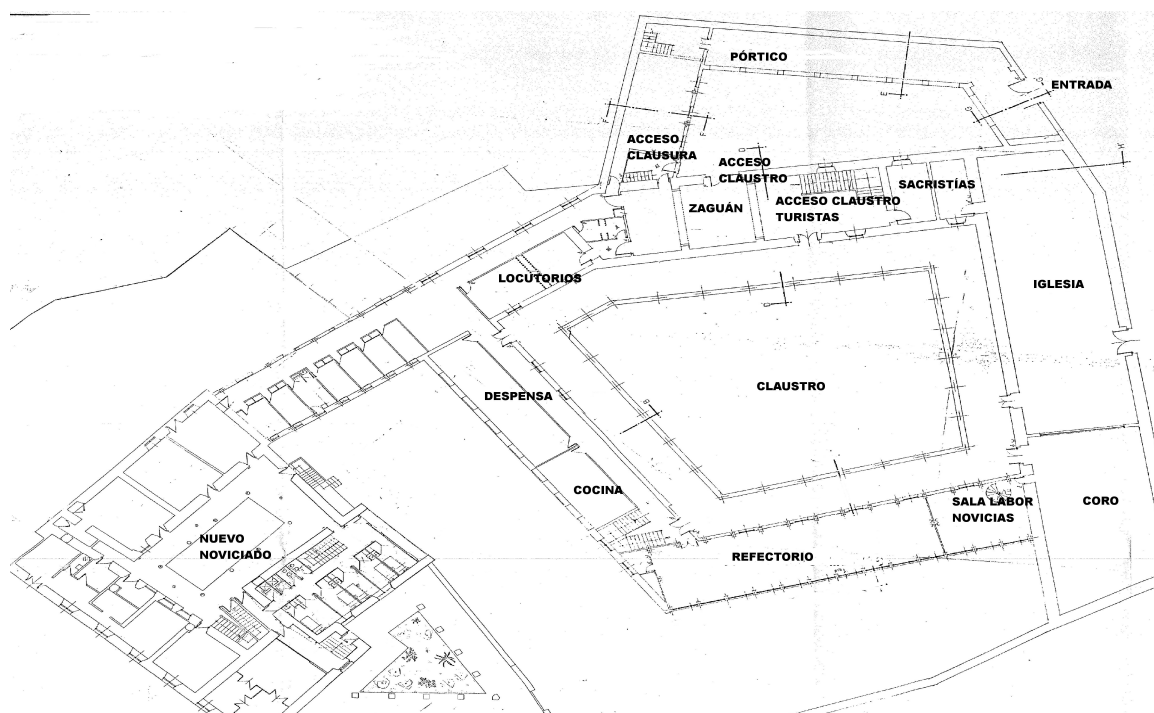 PÓRTICO
ENTRADA
ACCESO
CLAUSURA
ACCESO
CLAUSTRO
SACRISTÍAS
ZAGUÁN
ACCESO CLAUSTRO
TURISTAS
LOCUTORIOS
IGLESIA
CLAUSTRO
DESPENSA
COCINA
SALA LABOR
NOVICIAS
CORO
NUEVO
NOVICIADO
REFECTORIO